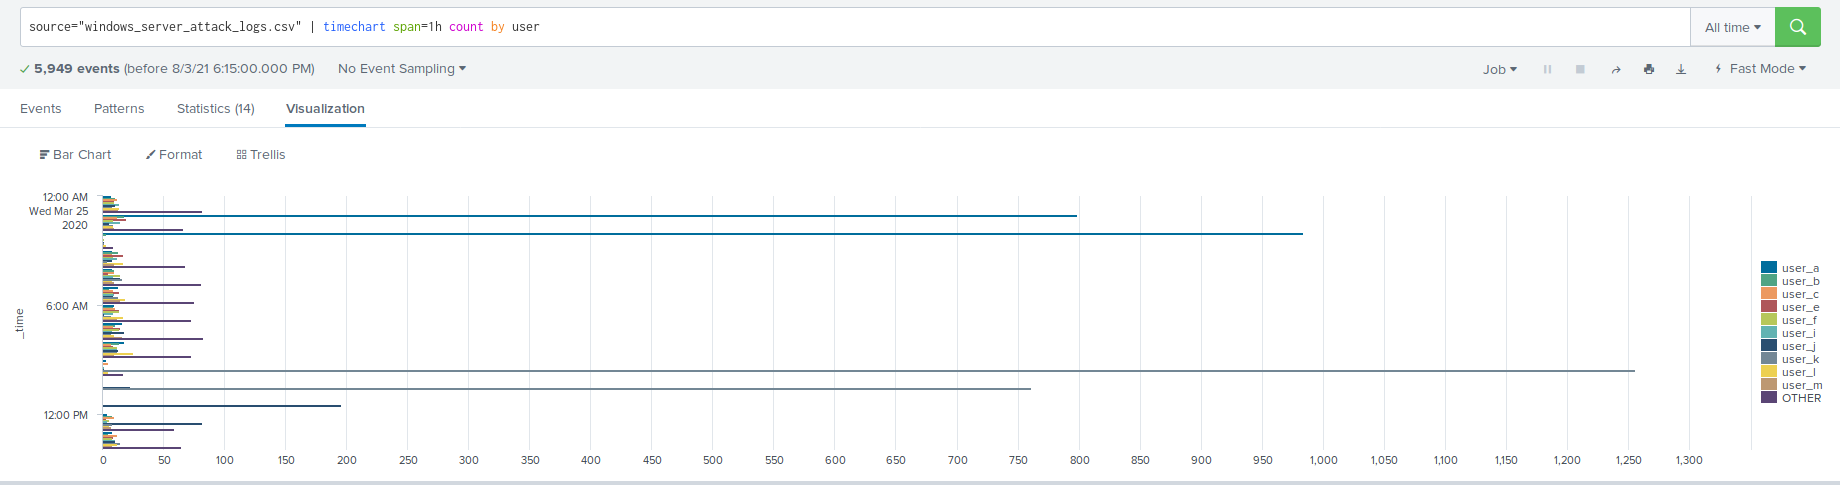 source="windows_server_attack_logs.csv" | timechart span=1h count by user
All time
5,949 events (before 8/3/21 6:15:00.000 PM)
No Event Sampling
Job
Fast Mode
Events
Patterns
Statistics (14)
Visualization
Bar Chart
Format
Trellis
12:00 AM
Wed Mar 25
2020
6:00 AM
12:00 PM
_time
0 50 100 150 200 250 300 350 400 450 500 550 600 650 700 750 800 850 900 950 1,000 1,050 1,100 1,150 1,200 1,250 1,300
user_a
user_b
user_c
user_e
user_f
user_i
user_j
user_k
user_l
user_m
OTHER